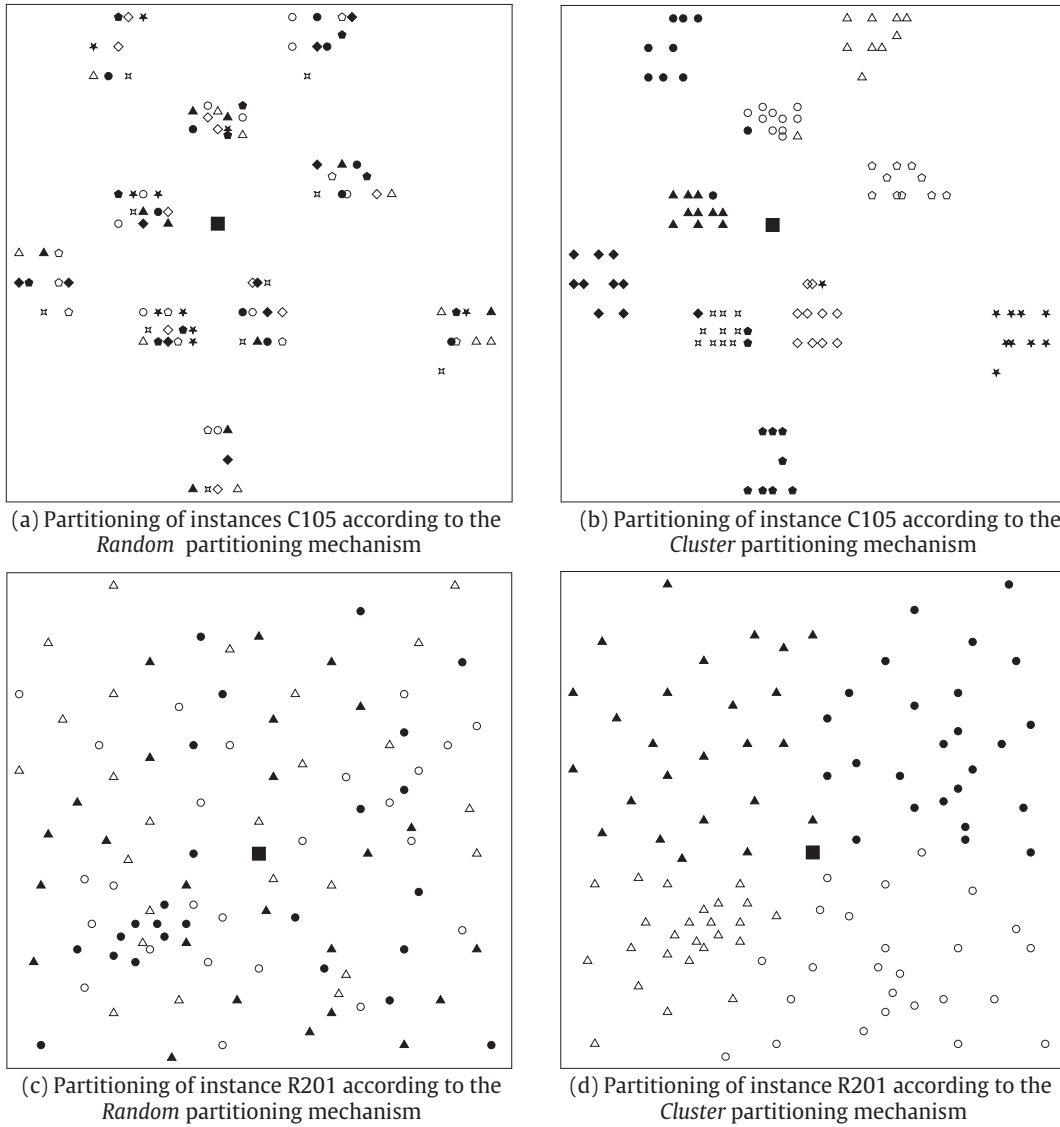 (a) Partitioning of instances C105 according to the
Random partitioning mechanism
(b) Partitioning of instance C105 according to the
Cluster partitioning mechanism
(c) Partitioning of instance R201 according to the
Random partitioning mechanism
(d) Partitioning of instance R201 according to the
Cluster partitioning mechanism